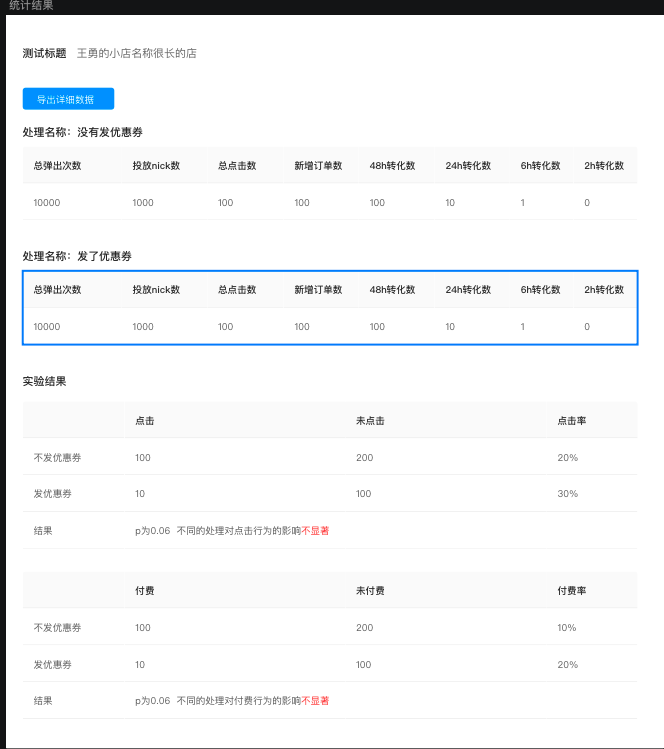 统计结果
测试标题 王勇的小店名称很长的店
导出详细数据
处理名称：没有发优惠券
总弹出次数 投放nick数 总点击数 新增订单数 48h转化数 24h转化数 6h转化数 2h转化数
10000 1000 100 100 100 10 1 0
处理名称：发了优惠券
总弹出次数 投放nick数 总点击数 新增订单数 48h转化数 24h转化数 6h转化数 2h转化数
10000 1000 100 100 100 10 1 0
实验结果
点击 未点击 点击率
不发优惠券 100 200 20%
发优惠券 10 100 30%
结果 p为0.06 不同的处理对点击行为的影响不显著
付费 未付费 付费率
不发优惠券 100 200 10%
发优惠券 10 100 20%
结果 p为0.06 不同的处理对付费行为的影响不显著